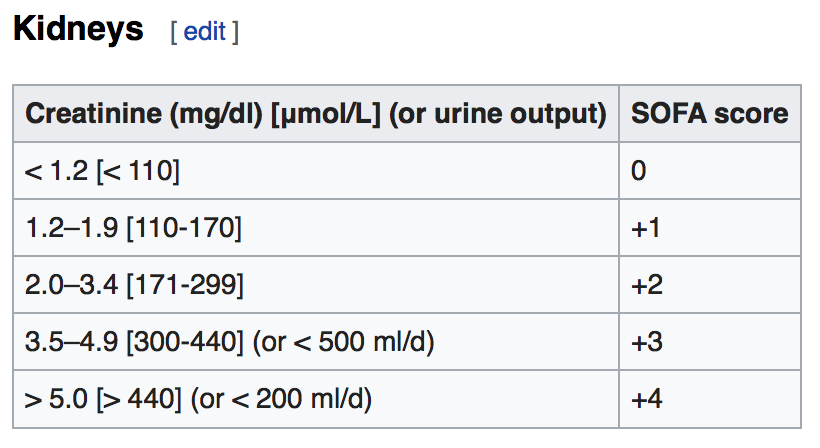 Kidneys [ edit ]
Creatinine (mg/dl) [μmol/L] (or urine output) SOFA score
< 1.2 [< 110] 0
1.2–1.9 [110-170] +1
2.0–3.4 [171-299] +2
3.5–4.9 [300-440] (or < 500 ml/d) +3
> 5.0 [> 440] (or < 200 ml/d) +4